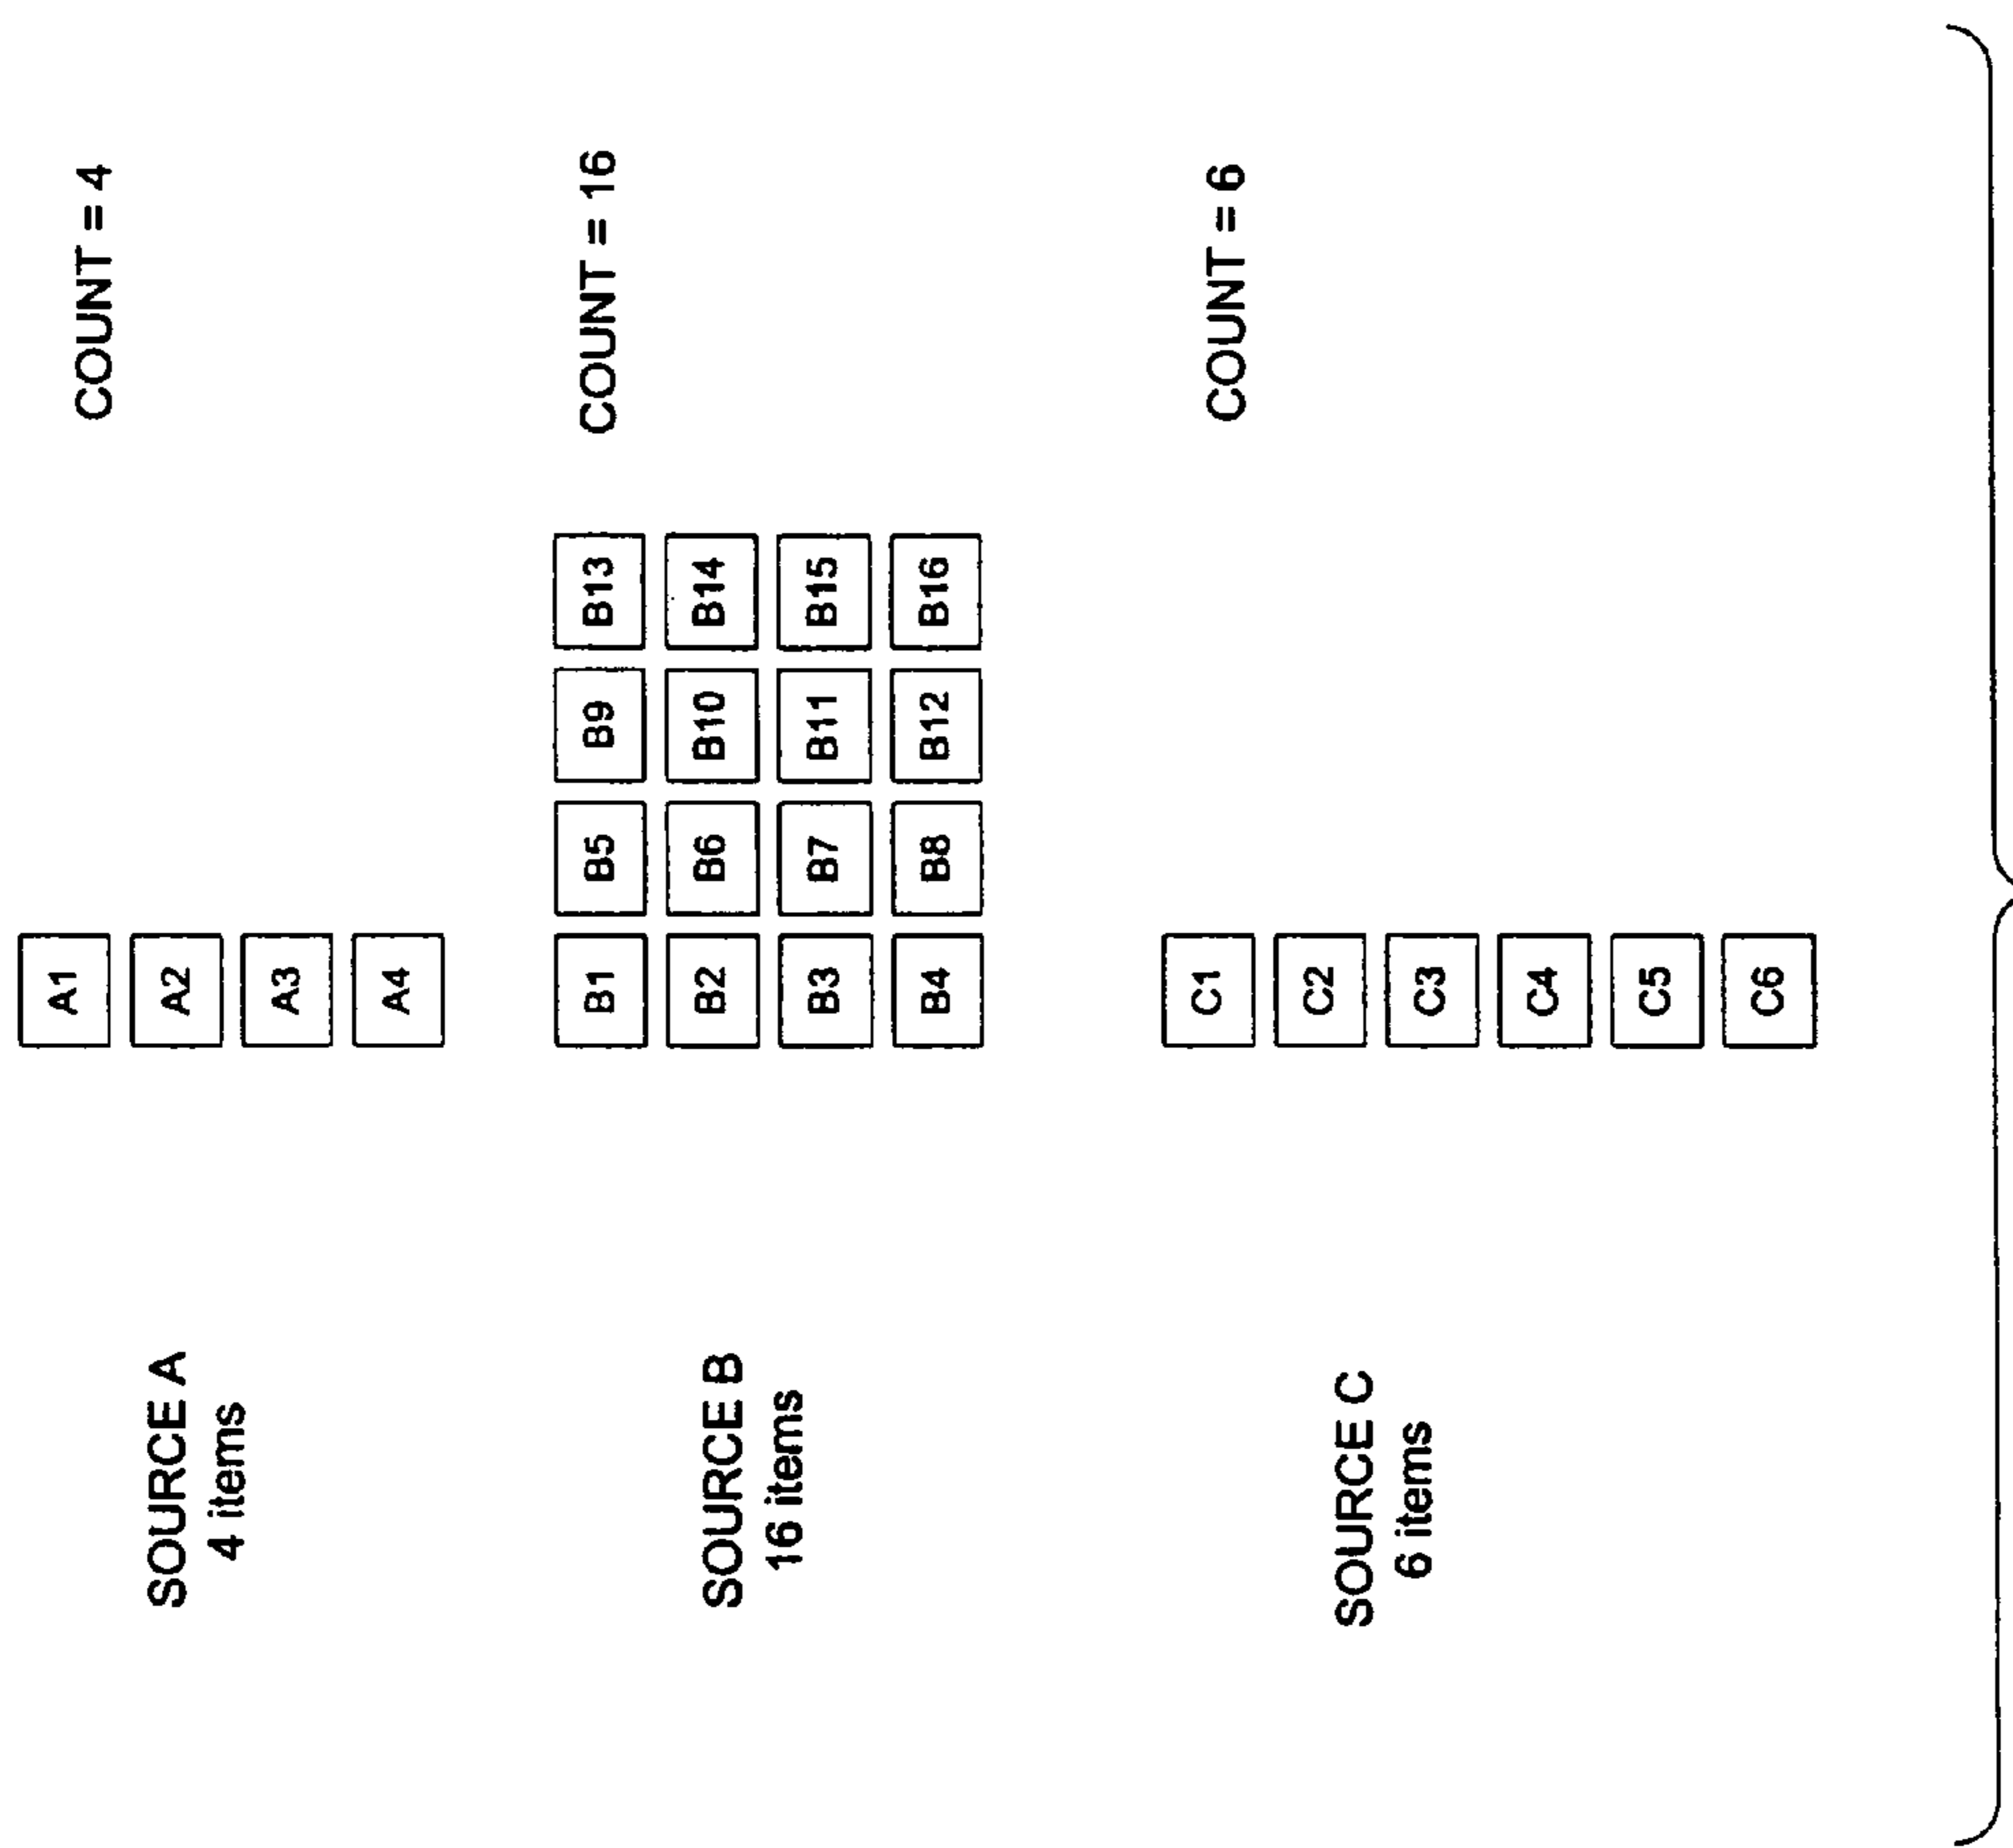 SOURCE A
4 items
A1
A2
A3
A4
COUNT = 4
SOURCE B
16 items
B1 B5 B9 B13
B2 B6 B10 B14
B3 B7 B11 B15
B4 B8 B12 B16
COUNT = 16
SOURCE C
6 items
C1
C2
C3
C4
C5
C6
COUNT = 6